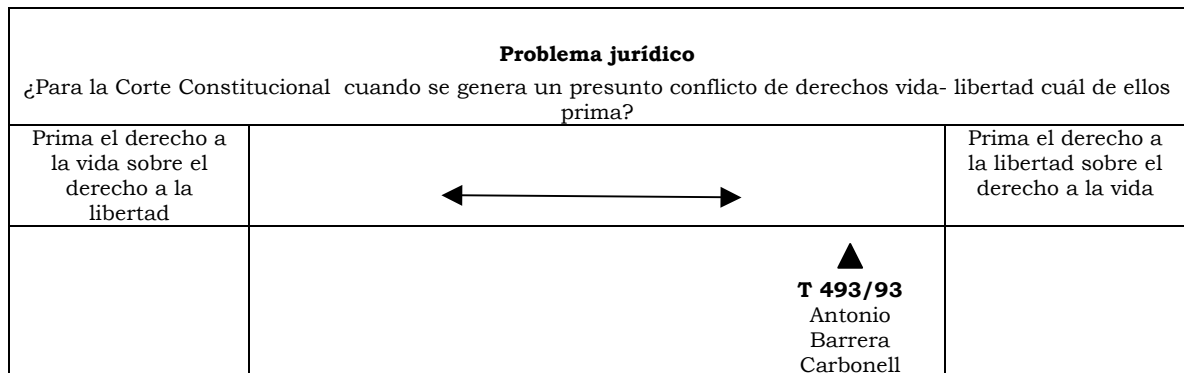 Problema jurídico
¿Para la Corte Constitucional cuando se genera un presunto conflicto de derechos vida- libertad cuál de ellos
prima?
Prima el derecho a
la vida sobre el
derecho a la
libertad
Prima el derecho a
la libertad sobre el
derecho a la vida
T 493/93
Antonio
Barrera
Carbonell